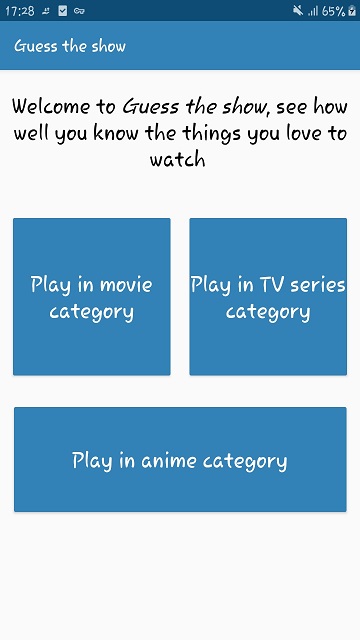 17:28
65%
Guess the show
Welcome to Guess the show, see how
well you know the things you love to
watch
Play in movie
category
Play in TV series
category
Play in anime category